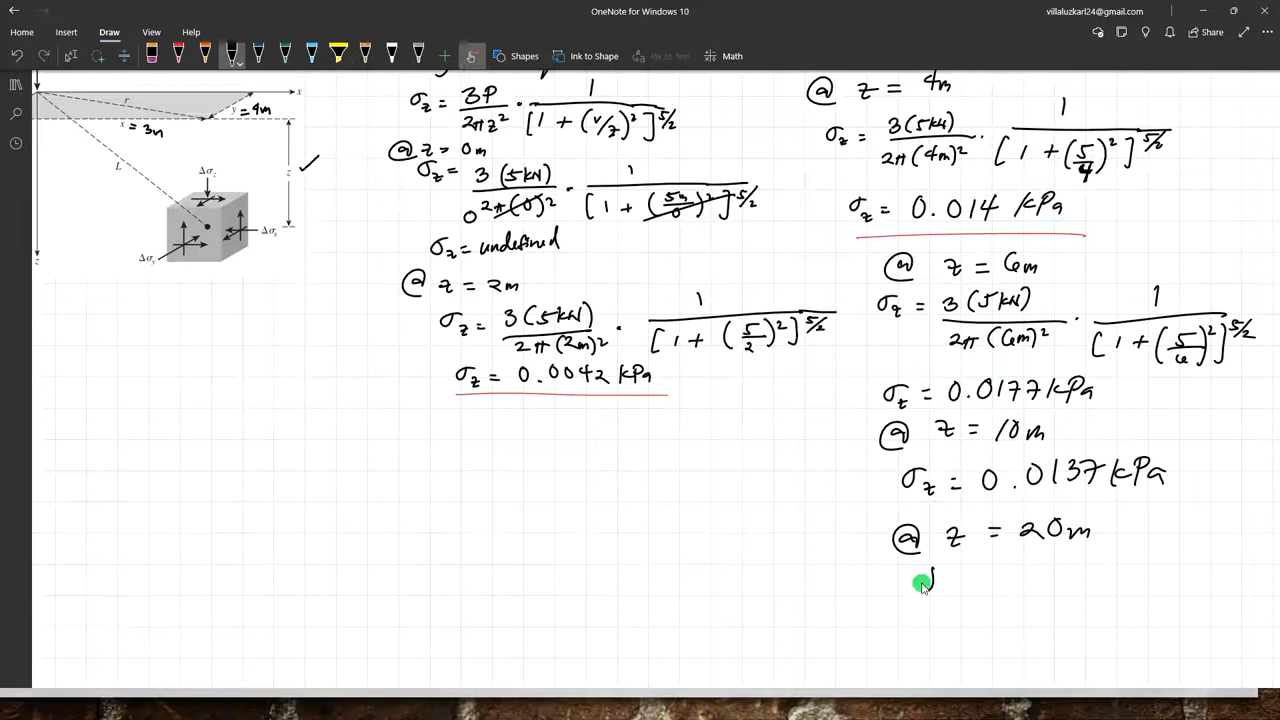 OneNote for Windows 10
villaluzkarl24@gmail.com
Home Insert Draw View Help
Share
Shapes Ink to Shape Ink to Text Math
x
r
y = 4m
x = 3m
L
z
Δσz
Δσx
Δσy
z
σz = 3P / 2πz² · 1 / [1 + (r/z)²]^5/2
@ z = 0m
σz = 3(5kN) / 2π(0)² · 1 / [1 + (5m/0)²]^5/2
0
σz = undefined
@ z = 2m
σz = 3(5kN) / 2π(2m)² · 1 / [1 + (5/2)²]^5/2
σz = 0.0042 kPa
@ z = 4m
σz = 3(5kN) / 2π(4m)² · 1 / [1 + (5/4)²]^5/2
σz = 0.014 kPa
@ z = 6m
σz = 3(5kN) / 2π(6m)² · 1 / [1 + (5/6)²]^5/2
σz = 0.0177 kPa
@ z = 10m
σz = 0.0137 kPa
@ z = 20m